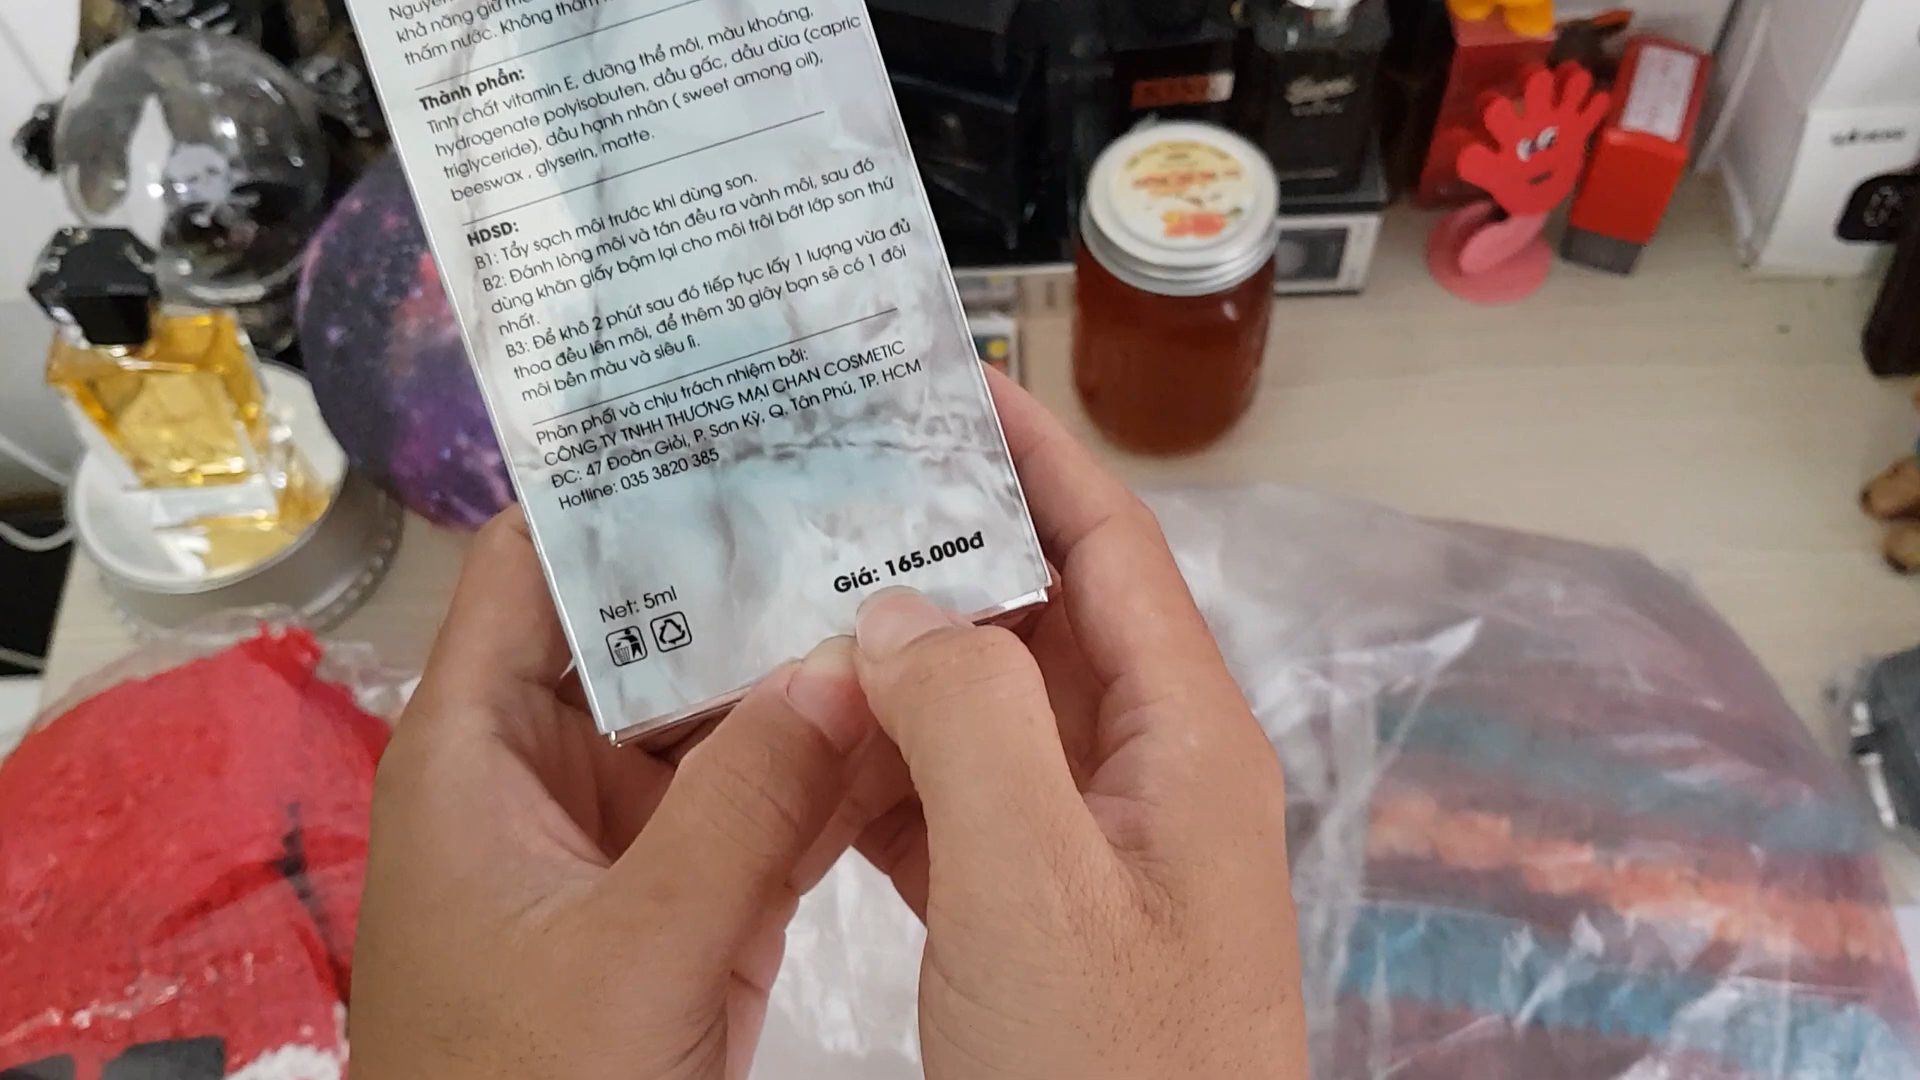 khả năng giữ
thấm nước. Không thấm
Thành phần:
Tinh chất vitamin E, dưỡng thể môi, màu khoáng,
hydrogenate polyisobuten, dầu gấc, dầu dừa (capric
triglyceride), dầu hạnh nhân ( sweet among oil),
beeswax , glyserin, matte.
HDSD:
B1: Tẩy sạch môi trước khi dùng son.
B2: Đánh lòng môi và tán đều ra vành môi, sau đó
dùng khăn giấy bặm lại cho môi trôi bớt lớp son thứ
nhất.
B3: Để khô 2 phút sau đó tiếp tục lấy 1 lượng vừa đủ
thoa đều lên môi, để thêm 30 giây bạn sẽ có 1 đôi
môi bền màu và siêu lì.
Phân phối và chịu trách nhiệm bởi:
CÔNG TY TNHH THƯƠNG MẠI CHAN COSMETIC
ĐC: 47 Đoàn Giỏi, P. Sơn Kỳ, Q. Tân Phú, TP. HCM
Hotline: 035 3820 385
Giá: 165.000đ
Net: 5ml